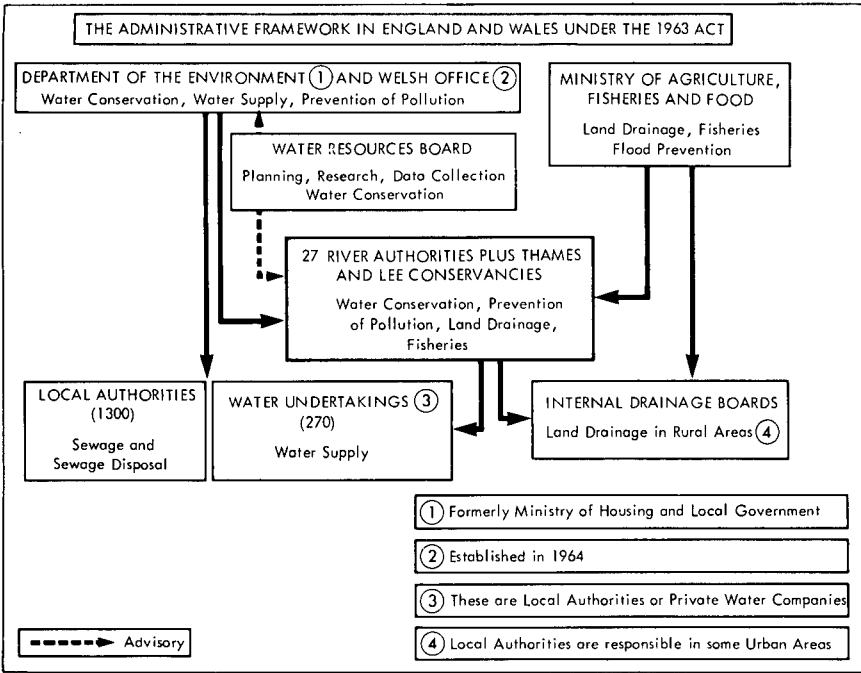 THE ADMINISTRATIVE FRAMEWORK IN ENGLAND AND WALES UNDER THE 1963 ACT
DEPARTMENT OF THE ENVIRONMENT ① AND WELSH OFFICE ②
Water Conservation, Water Supply, Prevention of Pollution
MINISTRY OF AGRICULTURE,
FISHERIES AND FOOD
Land Drainage, Fisheries
Flood Prevention
WATER RESOURCES BOARD
Planning, Research, Data Collection
Water Conservation
27 RIVER AUTHORITIES PLUS THAMES
AND LEE CONSERVANCIES
Water Conservation, Prevention
of Pollution, Land Drainage,
Fisheries
LOCAL AUTHORITIES
(1300)
Sewage and
Sewage Disposal
WATER UNDERTAKINGS ③
(270)
Water Supply
INTERNAL DRAINAGE BOARDS
Land Drainage in Rural Areas ④
① Formerly Ministry of Housing and Local Government
② Established in 1964
③ These are Local Authorities or Private Water Companies
④ Local Authorities are responsible in some Urban Areas
Advisory